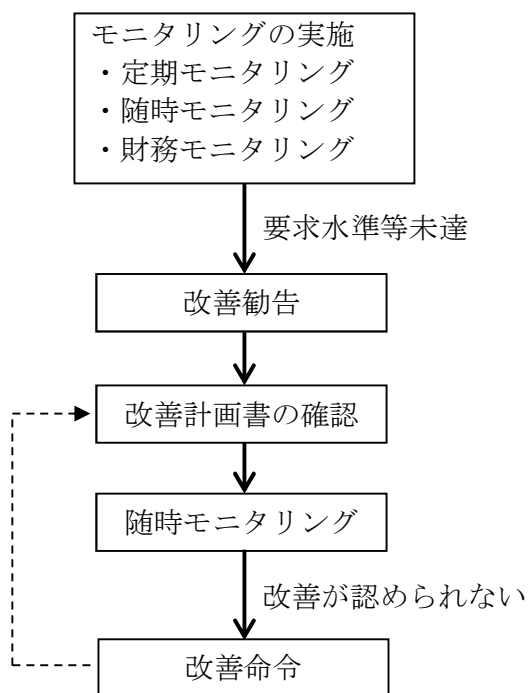 モニタリングの実施
・定期モニタリング
・随時モニタリング
・財務モニタリング
要求水準等未達
改善勧告
改善計画書の確認
随時モニタリング
改善が認められない
改善命令